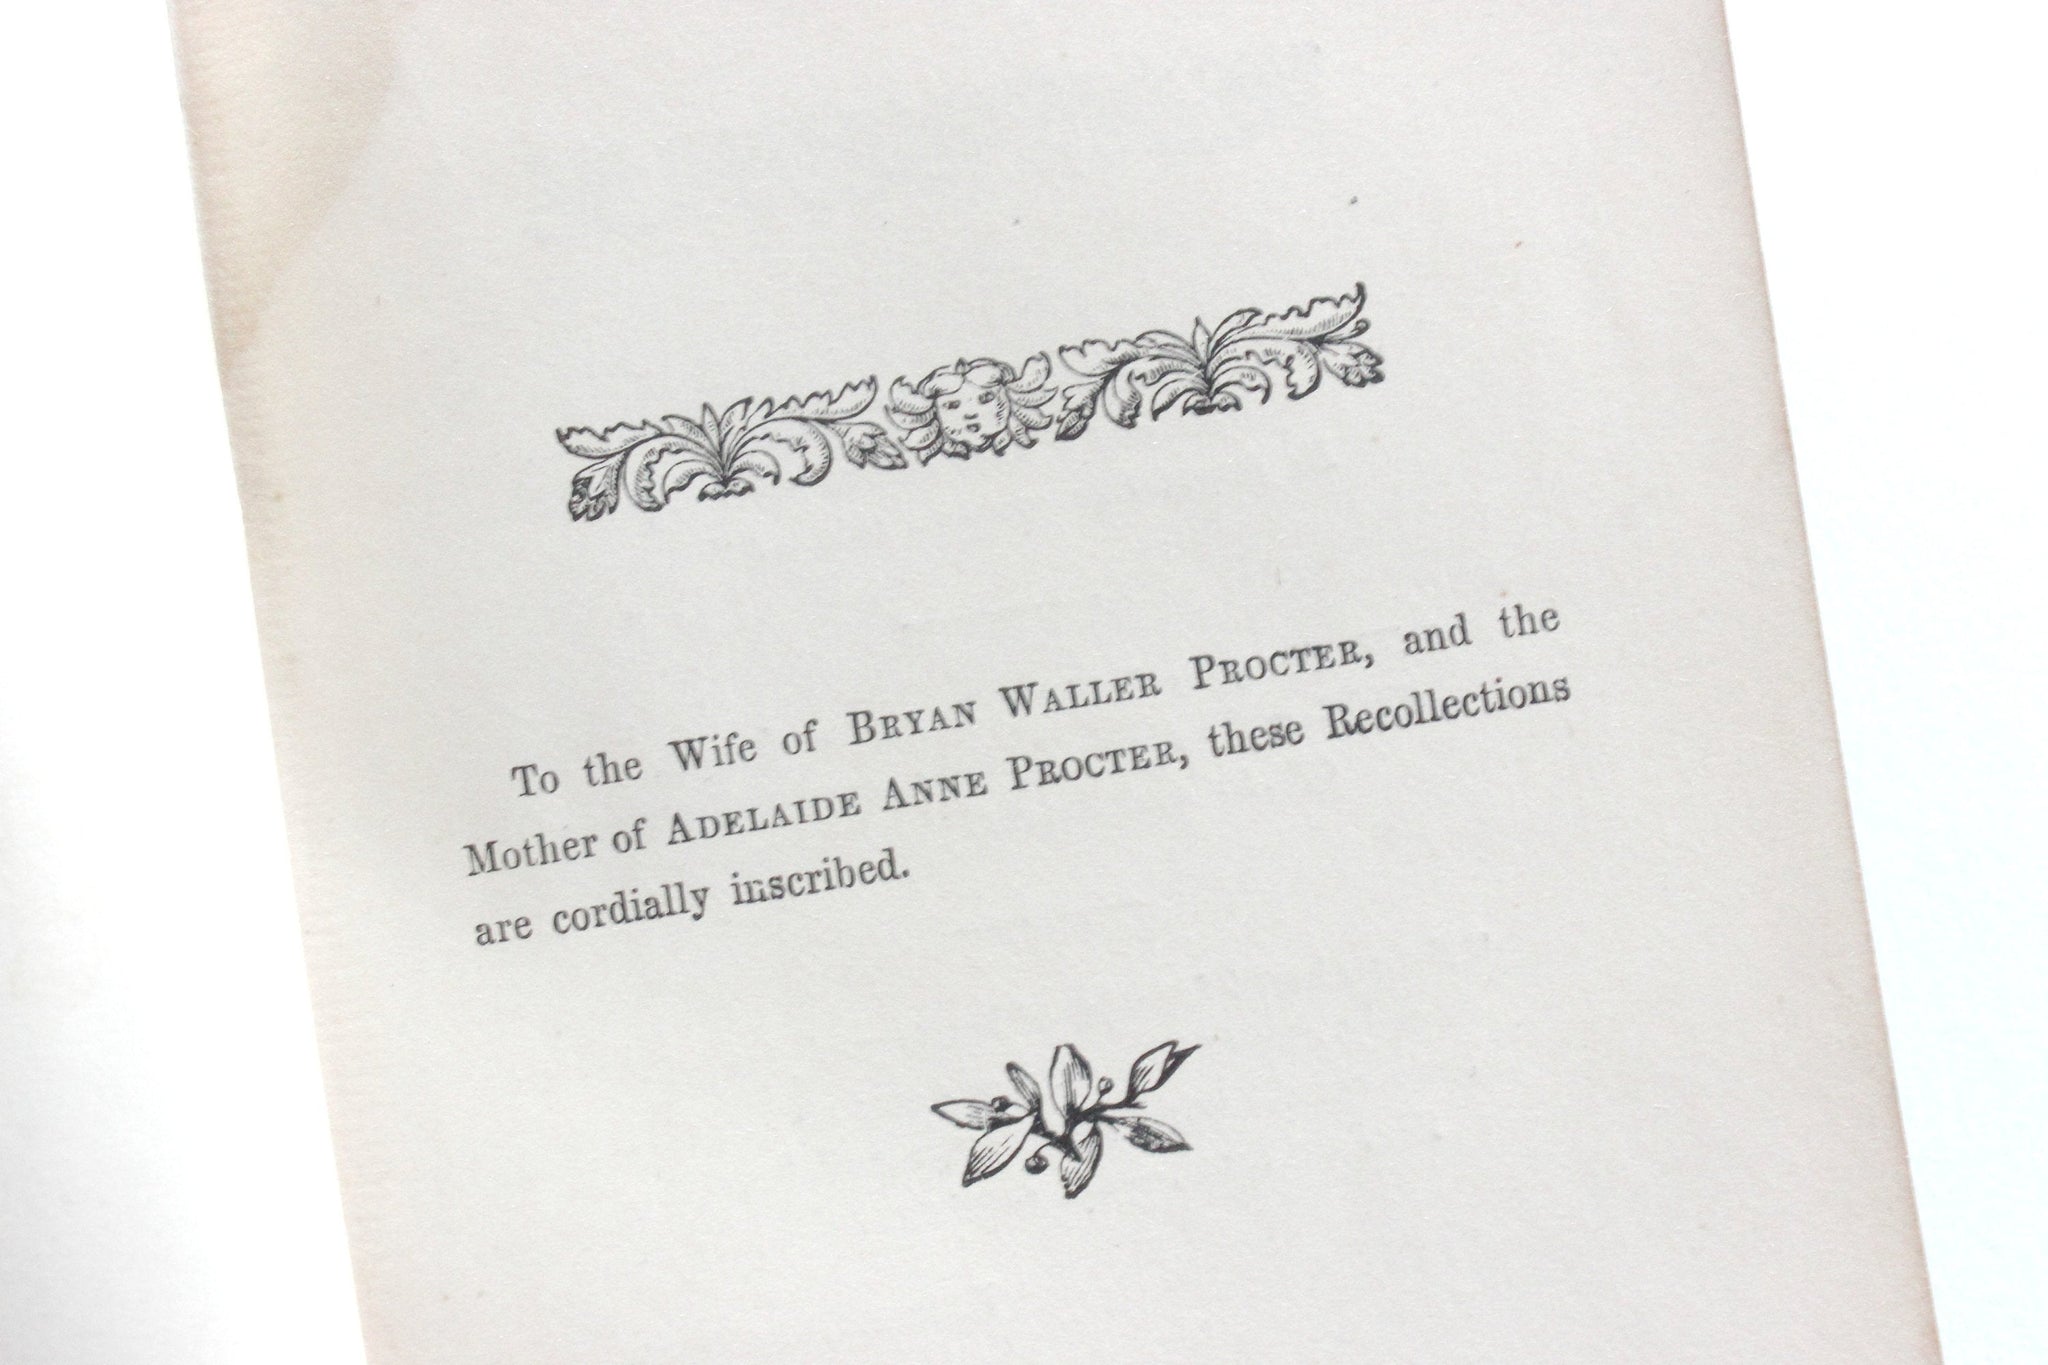 To the Wife of BRYAN WALLER PROCTER, and the
Mother of ADELAIDE ANNE PROCTER, these Recollections
are cordially inscribed.